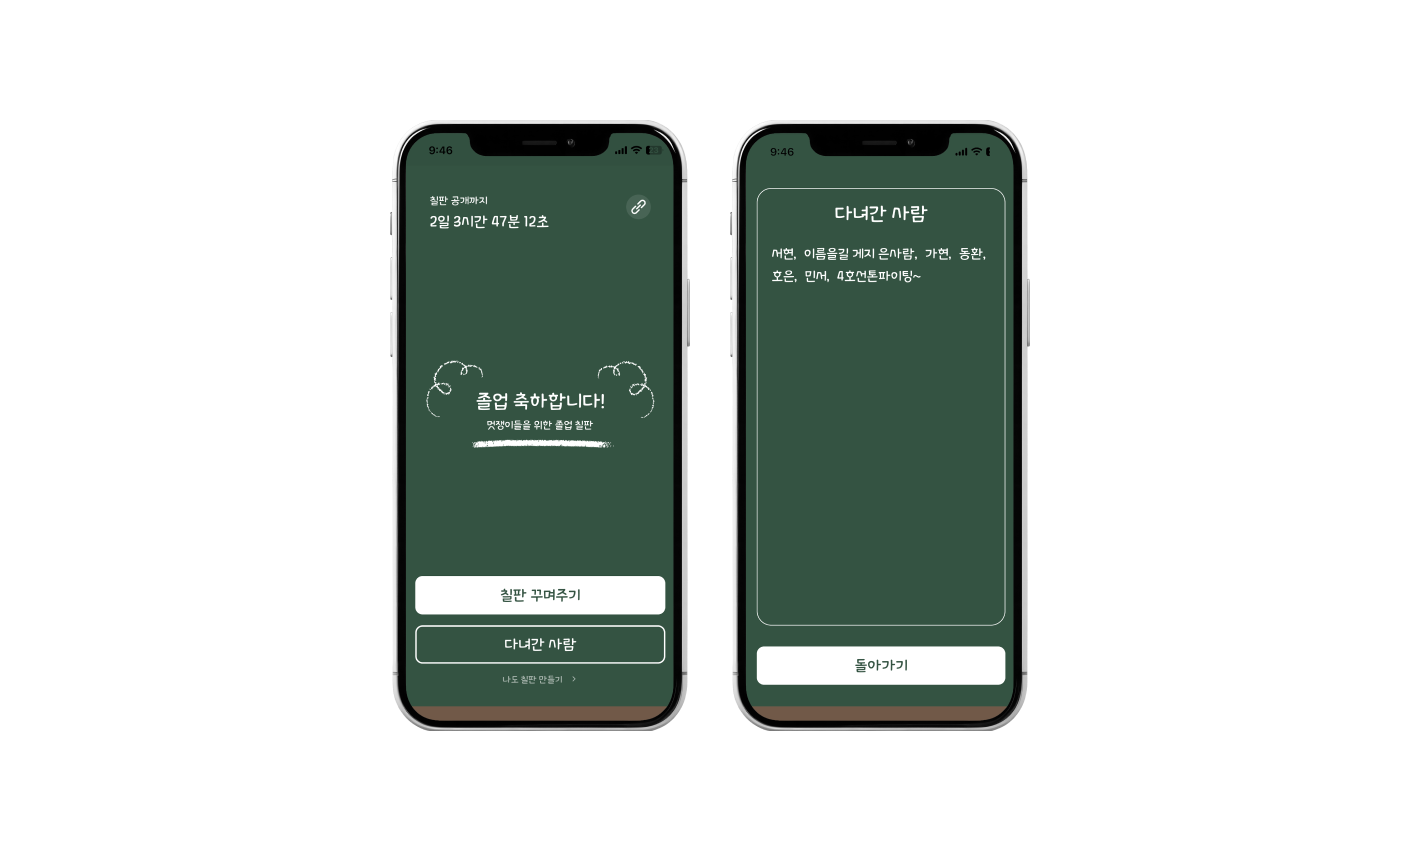 9:46
칠판 공개까지
2일 3시간 47분 12초
졸업 축하합니다!
멋쟁이들을 위한 졸업 칠판
칠판 꾸며주기
다녀간 사람
나도 칠판 만들기 >
9:46
다녀간 사람
서현, 이름을길 게지 은사람, 가현, 동환,
호은, 민서, 4호선톤파이팅~
돌아가기